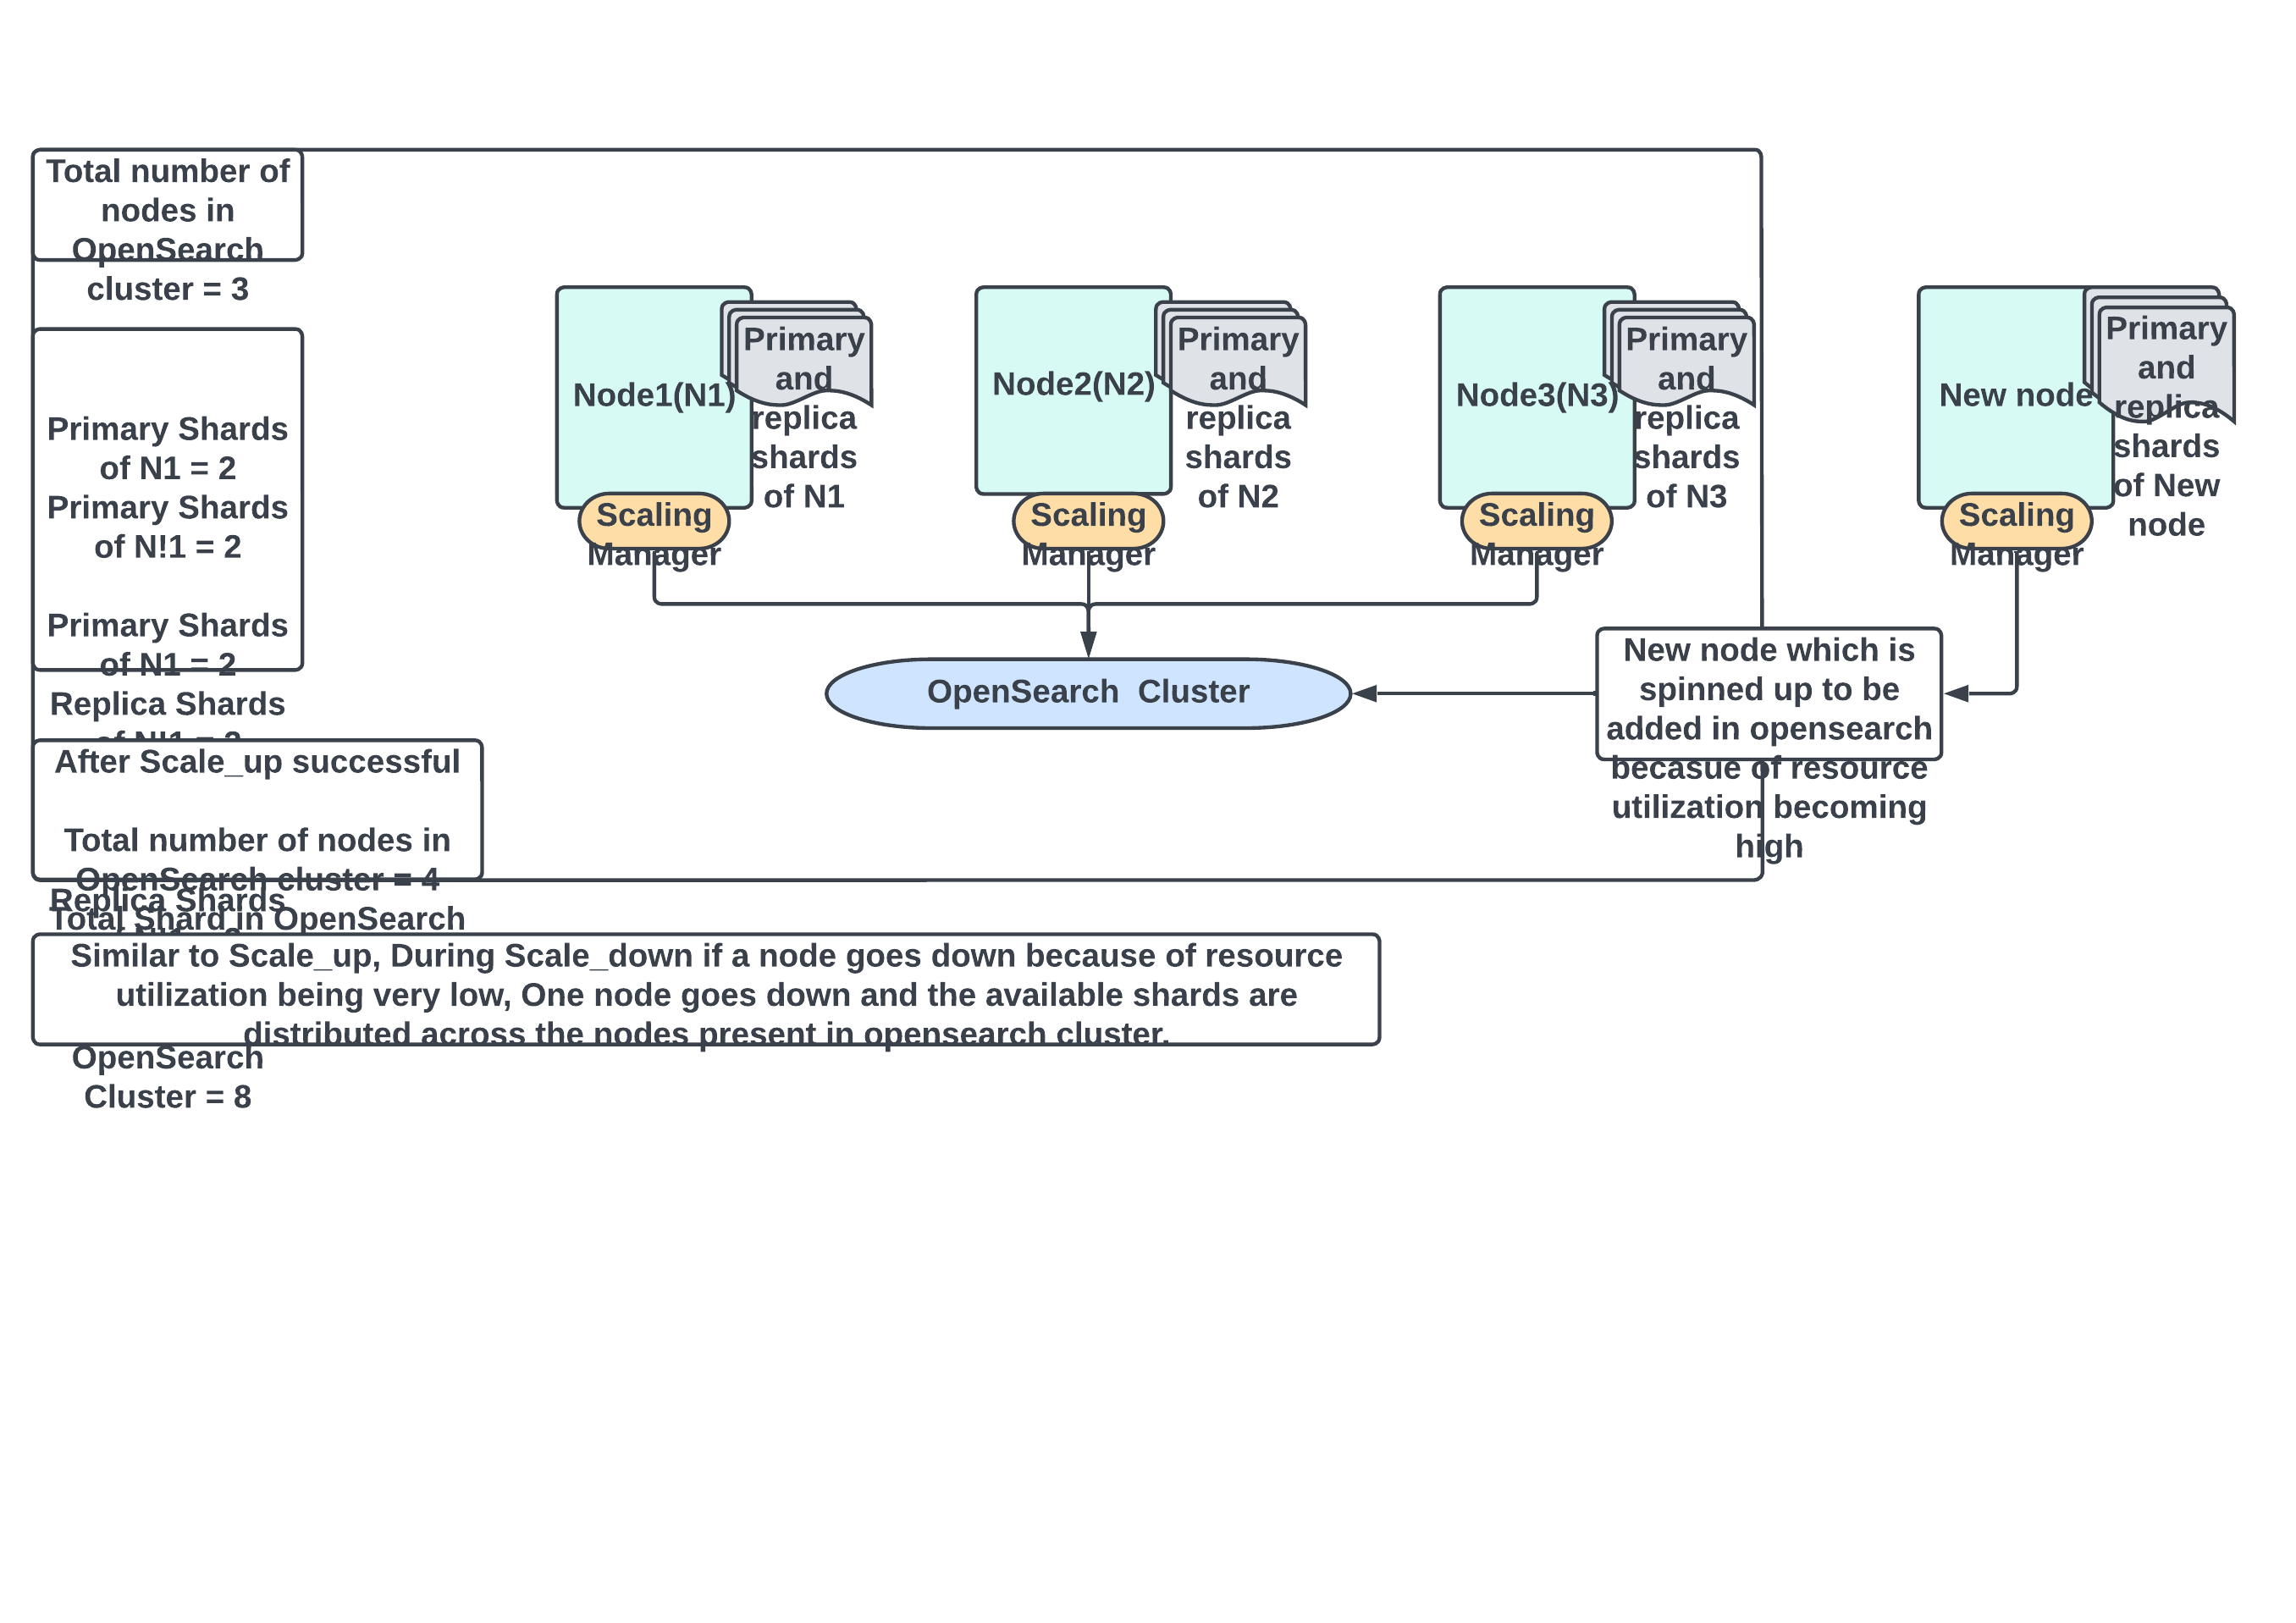 Total number of
nodes in
OpenSearch
cluster = 3
Primary Shards
of N1 = 2
Primary Shards
of N!1 = 2
Primary Shards
of N1 = 2
Replica Shards
Replica Shards
OpenSearch
Cluster = 8
Node1(N1)
Primary
and
replica
shards
of N1
Scaling
Manager
Node2(N2)
Primary
and
replica
shards
of N2
Scaling
Manager
Node3(N3)
Primary
and
replica
shards
of N3
Scaling
Manager
New node
Primary
and
replica
shards
of New
node
Scaling
Manager
OpenSearch Cluster
New node which is
spinned up to be
added in opensearch
becasue of resource
utilization becoming
high
After Scale_up successful
Total number of nodes in
OpenSearch cluster = 4
Total Shard in OpenSearch
Similar to Scale_up, During Scale_down if a node goes down because of resource
utilization being very low, One node goes down and the available shards are
distributed across the nodes present in opensearch cluster.